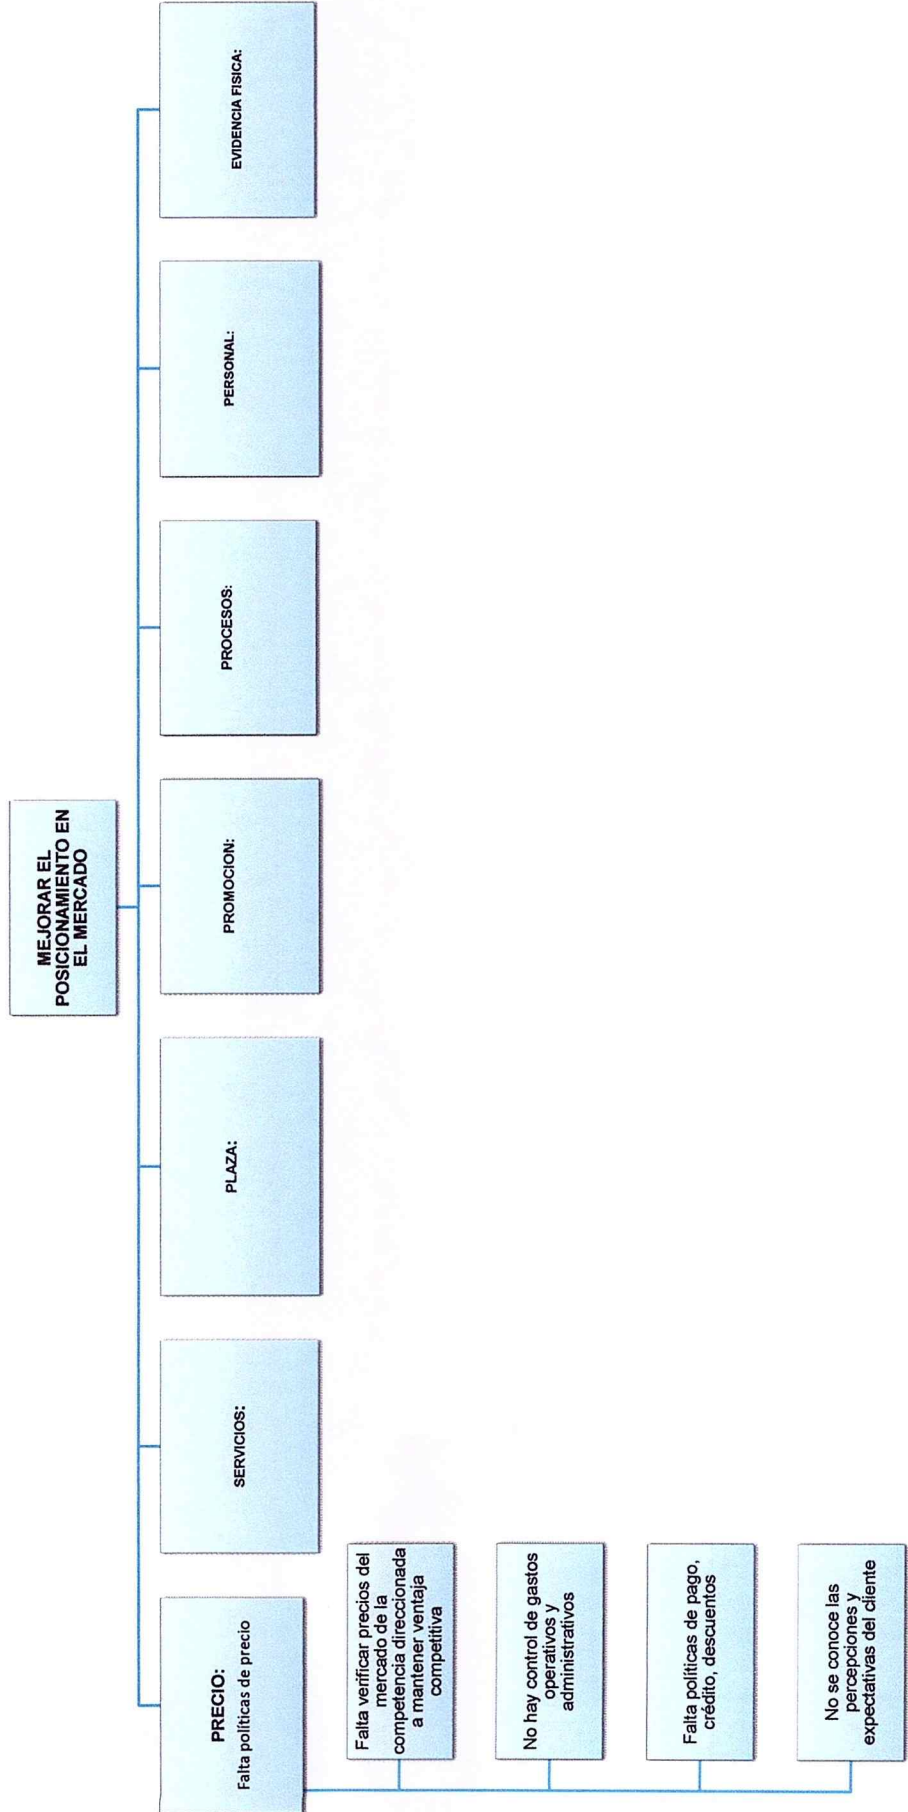 MEJORAR EL
POSICIONAMIENTO EN
EL MERCADO
PRECIO:
Falta políticas de precio
SERVICIOS:
PLAZA:
PROMOCION:
PROCESOS:
PERSONAL:
EVIDENCIA FISICA:
Falta verificar precios del
mercado de la
competencia direccionada
a mantener ventaja
competitiva
No hay control de gastos
operativos y
administrativos
Falta políticas de pago,
crédito, descuentos
No se conoce las
percepciones y
expectativas del cliente